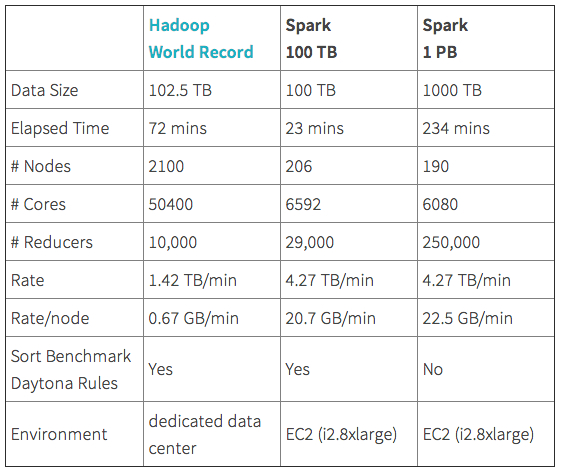 Hadoop Spark Spark
World Record 100 TB 1 PB
Data Size 102.5 TB 100 TB 1000 TB
Elapsed Time 72 mins 23 mins 234 mins
# Nodes 2100 206 190
# Cores 50400 6592 6080
# Reducers 10,000 29,000 250,000
Rate 1.42 TB/min 4.27 TB/min 4.27 TB/min
Rate/node 0.67 GB/min 20.7 GB/min 22.5 GB/min
Sort Benchmark
Daytona Rules Yes Yes No
Environment dedicated data
center EC2 (i2.8xlarge) EC2 (i2.8xlarge)